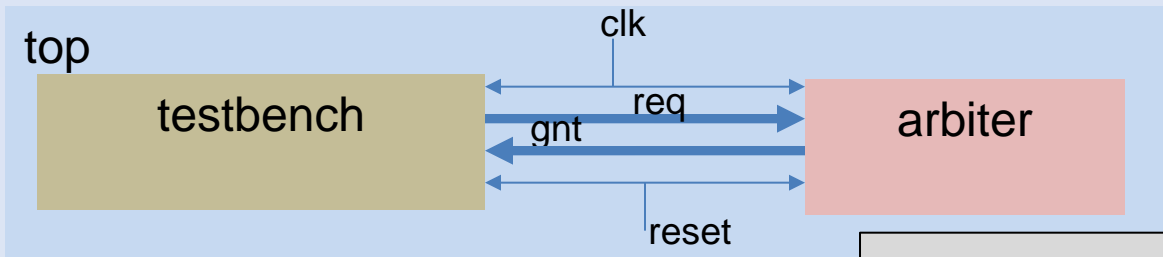 clk
top
testbench
req
gnt
arbiter
reset